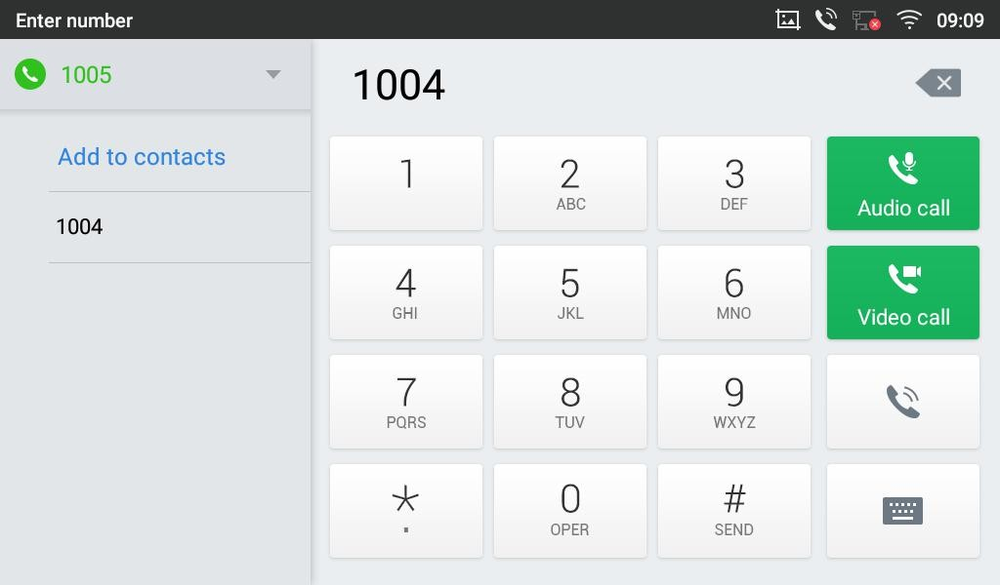 Enter number
09:09
1005
1004
Add to contacts
1004
1
2
ABC
3
DEF
Audio call
4
GHI
5
JKL
6
MNO
Video call
7
PQRS
8
TUV
9
WXYZ
*
.
0
OPER
#
SEND